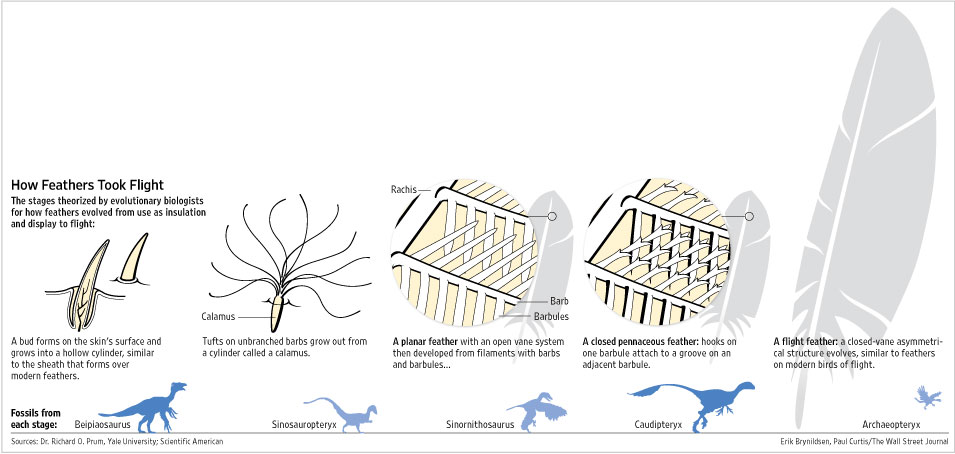 How Feathers Took Flight
The stages theorized by evolutionary biologists
for how feathers evolved from use as insulation
and display to flight:
A bud forms on the skin's surface and
grows into a hollow cylinder, similar
to the sheath that forms over
modern feathers.
Calamus
Tufts on unbranched barbs grow out from
a cylinder called a calamus.
Rachis
Barb
Barbules
A planar feather with an open vane system
then developed from filaments with barbs
and barbules...
A closed pennaceous feather: hooks on
one barbule attach to a groove on an
adjacent barbule.
A flight feather: a closed-vane asymmetri-
cal structure evolves, similar to feathers
on modern birds of flight.
Fossils from
each stage:
Beipiaosaurus
Sinosauropteryx
Sinornithosaurus
Caudipteryx
Archaeopteryx
Sources: Dr. Richard O. Prum, Yale University; Scientific American
Erik Brynildsen, Paul Curtis/The Wall Street Journal